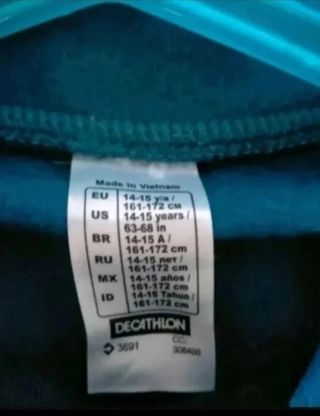 Made in Vietnam
EU 14-15 y/a /
161-172 CM
US 14-15 years /
63-68 in
BR 14-15 A /
161-172 cm
RU 14-15 лет /
161-172 cm
MX 14-15 años /
161-172 cm
ID 14-15 Tahun /
161-172 cm
DECATHLON
3691 CC:
306400